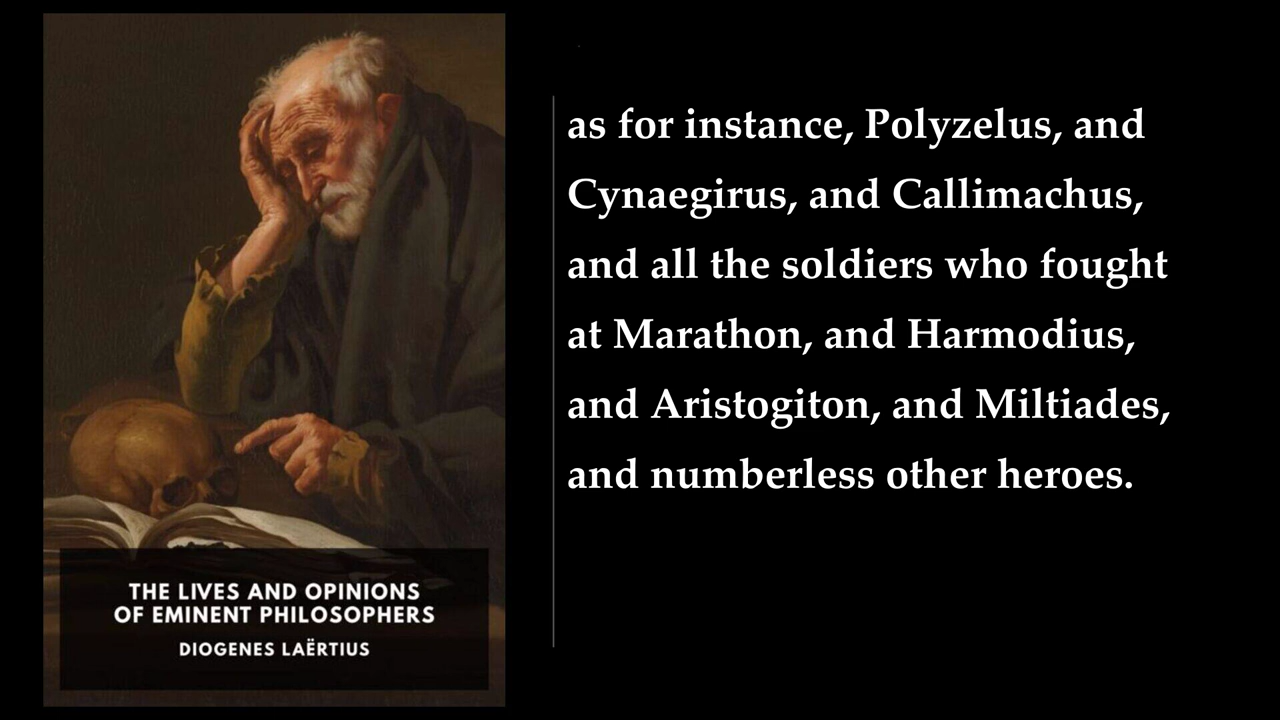 THE LIVES AND OPINIONS
OF EMINENT PHILOSOPHERS
DIOGENES LAËRTIUS
as for instance, Polyzelus, and
Cynaegirus, and Callimachus,
and all the soldiers who fought
at Marathon, and Harmodius,
and Aristogiton, and Miltiades,
and numberless other heroes.